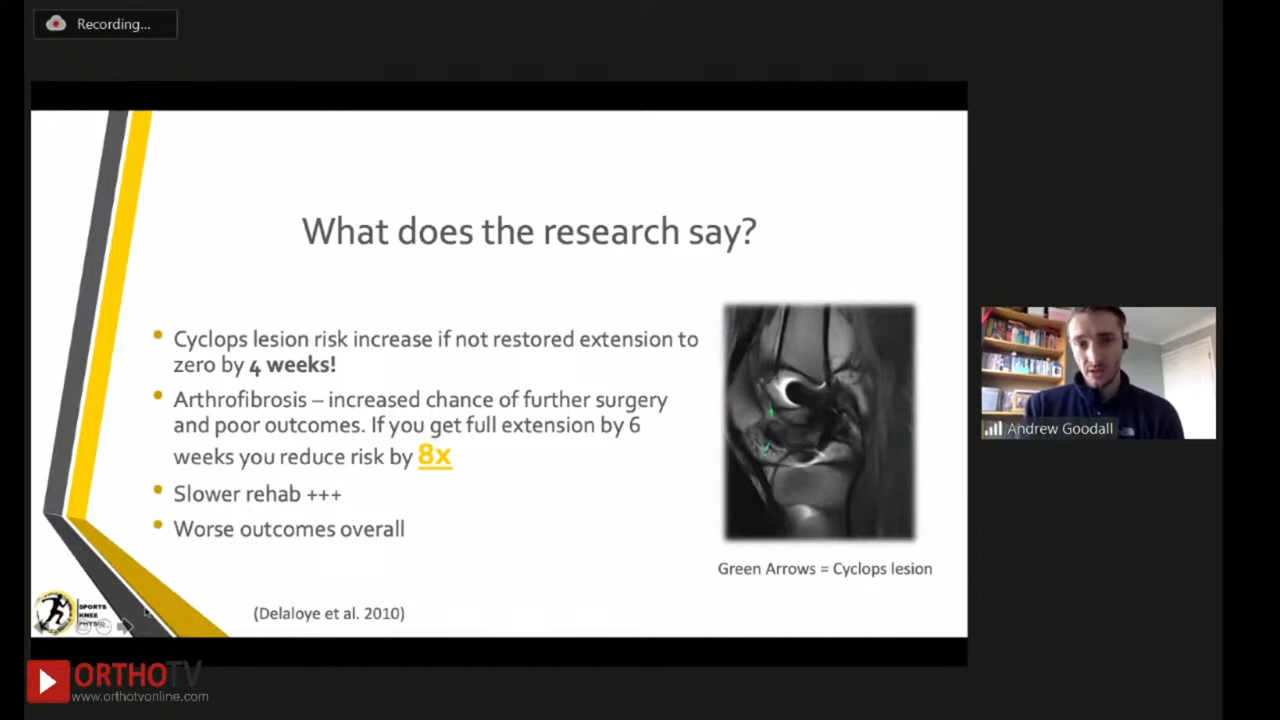 Recording...
What does the research say?
Cyclops lesion risk increase if not restored extension to
zero by 4 weeks!
Arthrofibrosis – increased chance of further surgery
and poor outcomes. If you get full extension by 6
weeks you reduce risk by 8x
Slower rehab +++
Worse outcomes overall
Green Arrows = Cyclops lesion
(Delaloye et al. 2010)
SPORTS
KNEE
PHYSIO
Andrew Goodall
ORTHOTV
www.orthotvonline.com